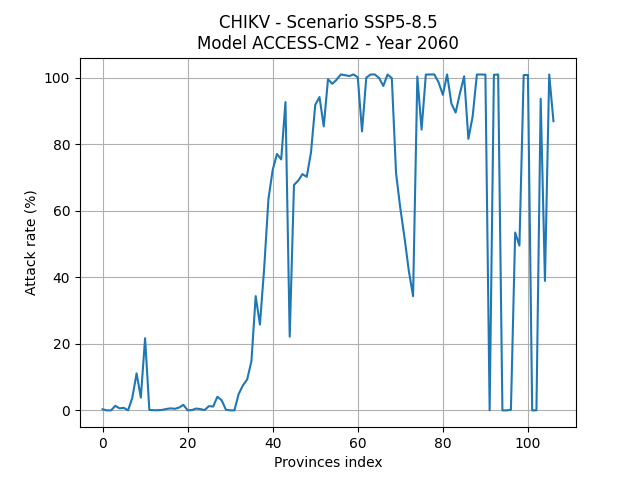 CHIKV - Scenario SSP5-8.5
Model ACCESS-CM2 - Year 2060
100
80
60
40
20
0
Attack rate (%)
0 20 40 60 80 100
Provinces index